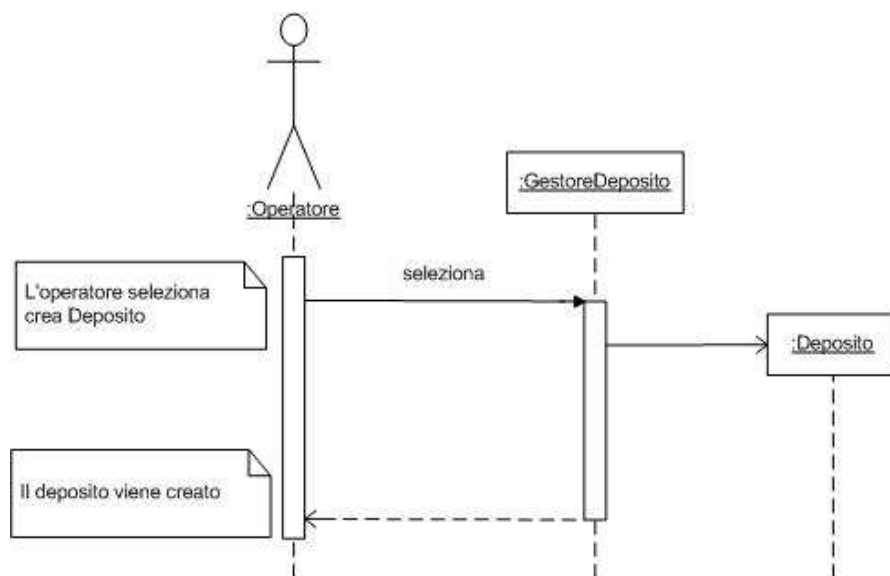 :Operatore
:GestoreDeposito
seleziona
L'operatore seleziona
crea Deposito
:Deposito
Il deposito viene creato